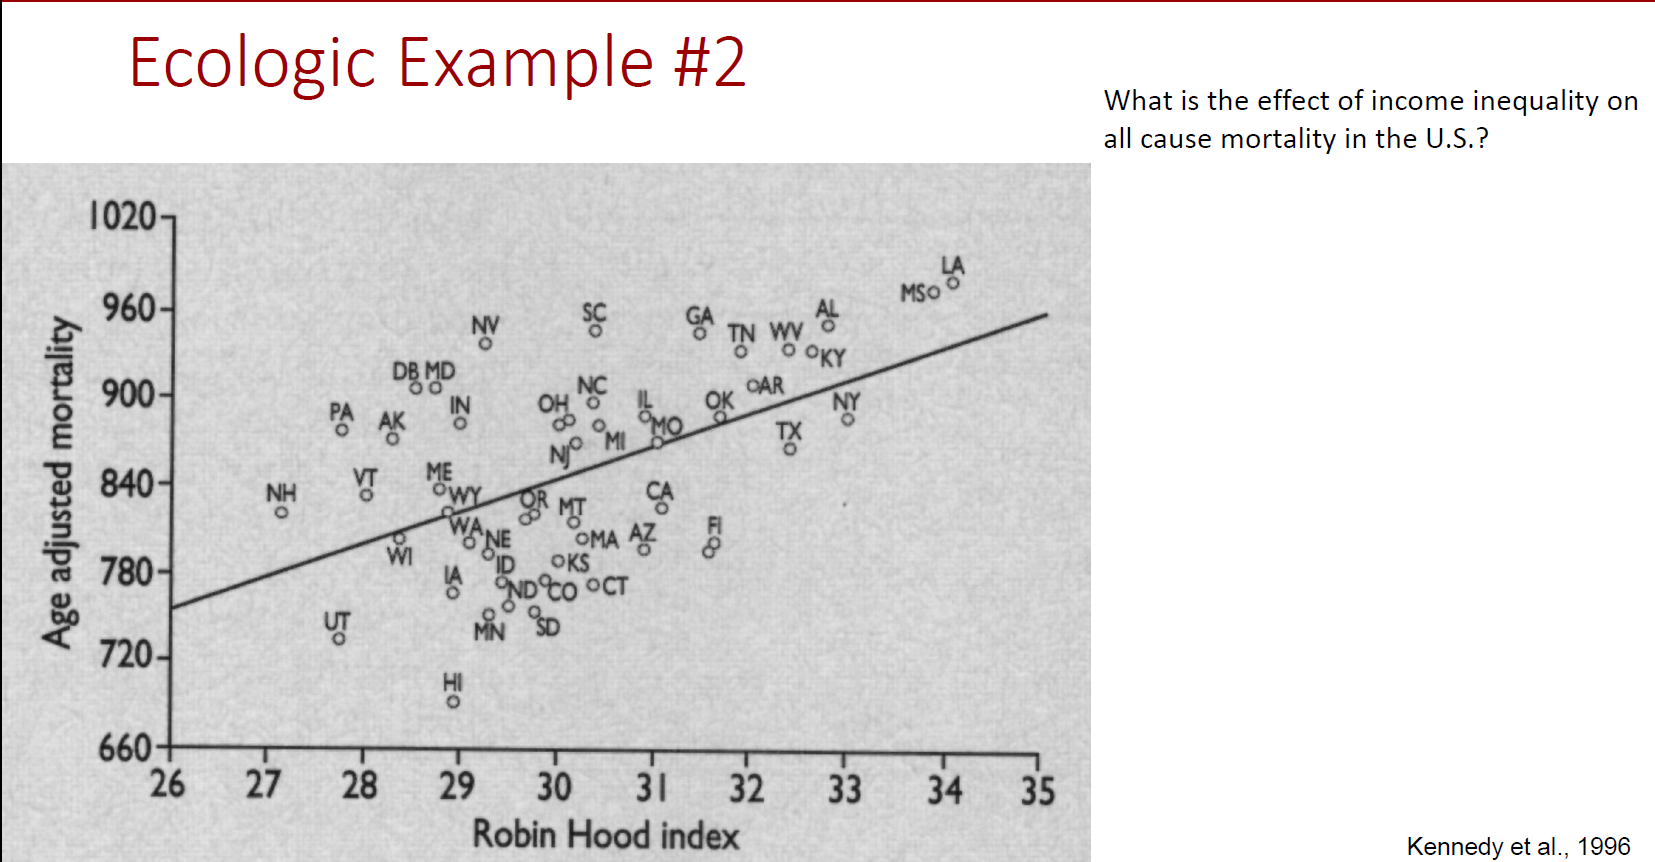 Ecologic Example #2
What is the effect of income inequality on
all cause mortality in the U.S.?
Age adjusted mortality
1020
960
900
840
780
720
660
LA
MS
AL
SC
GA
NV
TN
WV
KY
DB
MD
NC
AR
PA
AK
IN
OH
IL
OK
NY
MO
TX
MI
NJ
ME
VT
NH
WY
CA
OR
MT
WA
NE
MA
AZ
FI
WI
ID
KS
IA
ND
CO
CT
UT
MN
SD
HI
26
27
28
29
30
31
32
33
34
35
Robin Hood index
Kennedy et al., 1996